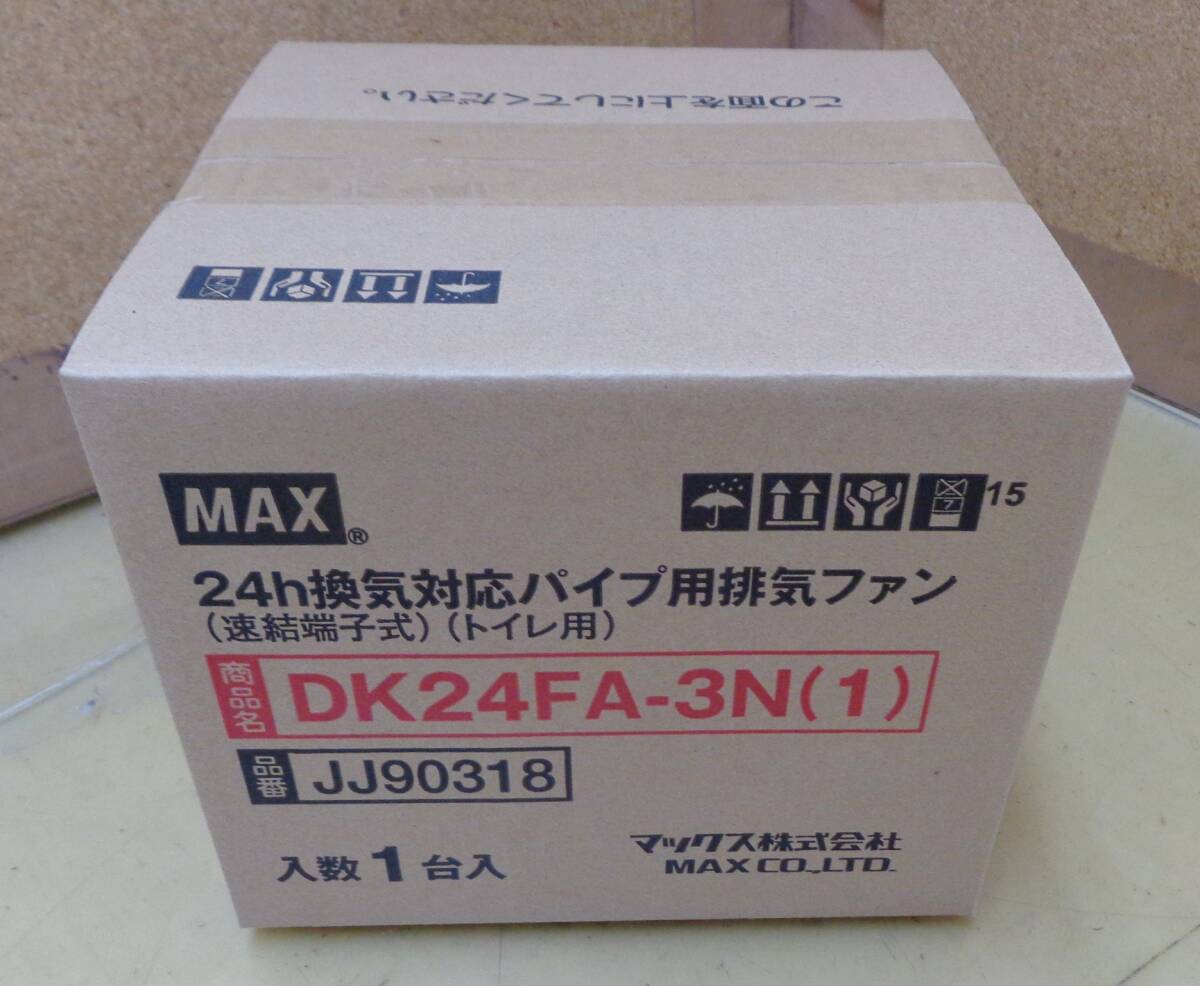 この面を上にしてください。
MAX®
7
15
24h換気対応パイプ用排気ファン
(速結端子式)(トイレ用)
商品名 DK24FA-3N(1)
品番 JJ90318
入数1台入
マックス株式会社
MAX CO.,LTD.